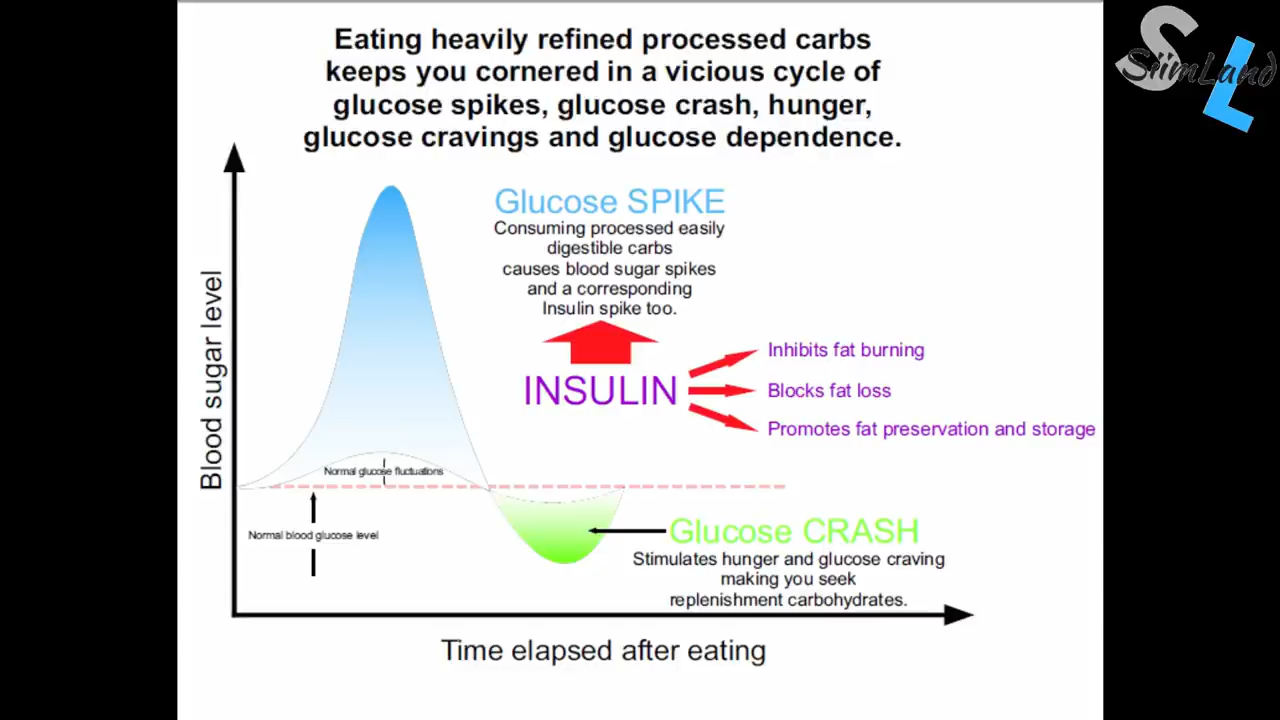 Eating heavily refined processed carbs
keeps you cornered in a vicious cycle of
glucose spikes, glucose crash, hunger,
glucose cravings and glucose dependence.
SiimLand
SL
Blood sugar level
Glucose SPIKE
Consuming processed easily
digestible carbs
causes blood sugar spikes
and a corresponding
Insulin spike too.
INSULIN
Inhibits fat burning
Blocks fat loss
Promotes fat preservation and storage
Normal glucose fluctuations
Normal blood glucose level
Glucose CRASH
Stimulates hunger and glucose craving
making you seek
replenishment carbohydrates.
Time elapsed after eating